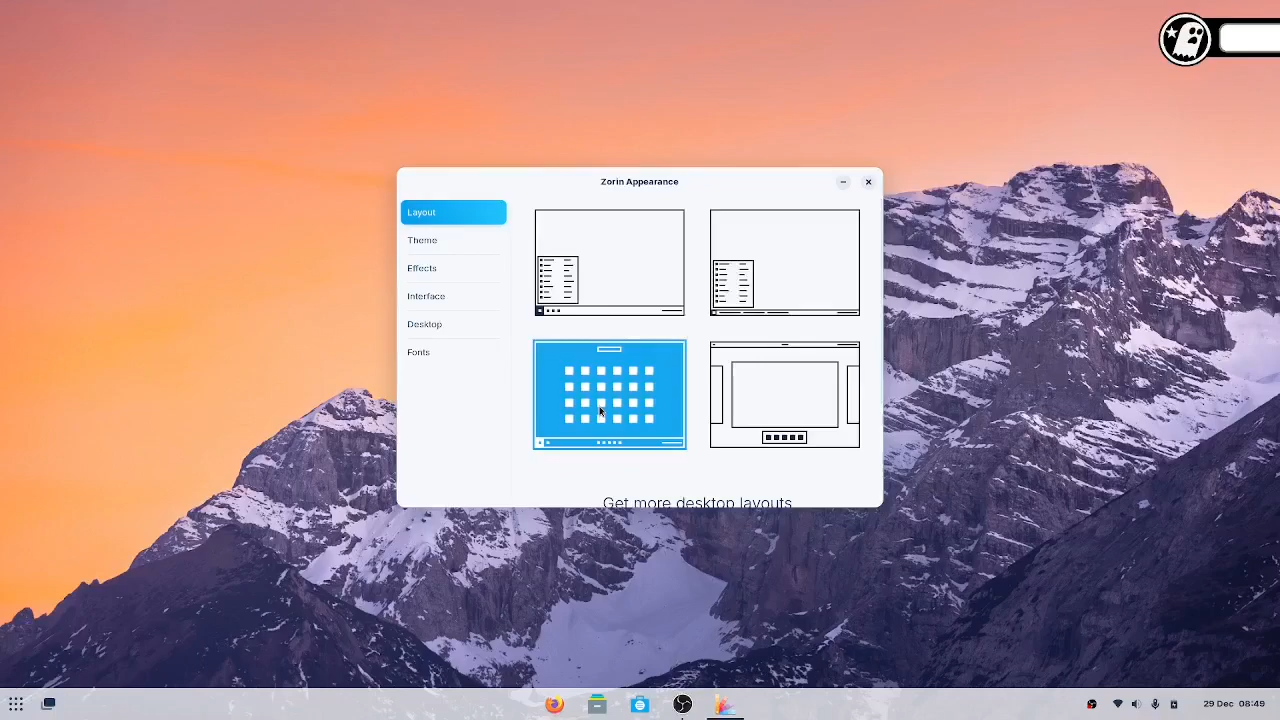 Zorin Appearance
Layout
Theme
Effects
Interface
Desktop
Fonts
Get more desktop layouts
29 Dec 08:49